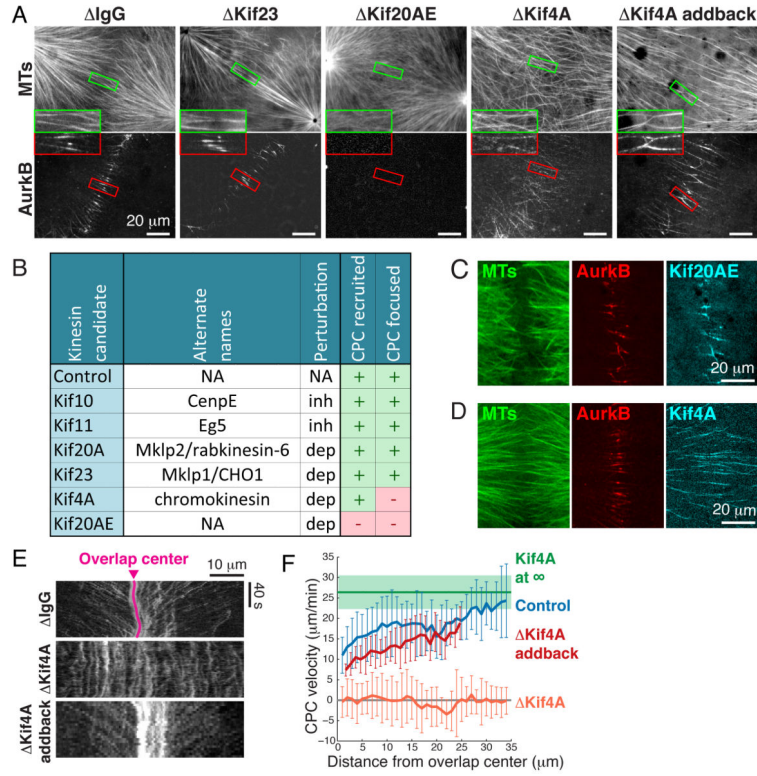 A
ΔIgG ΔKif23 ΔKif20AE ΔKif4A ΔKif4A addback
MTs
AurkB
20 μm
B
Kinesin candidate Alternate names Perturbation CPC recruited CPC focused
Control NA NA + +
Kif10 CenpE inh + +
Kif11 Eg5 inh + +
Kif20A Mklp2/rabkinesin-6 dep + +
Kif23 Mklp1/CHO1 dep + +
Kif4A chromokinesin dep + -
Kif20AE NA dep - -
C
MTs AurkB Kif20AE
20 μm
D
MTs AurkB Kif4A
20 μm
E
Overlap center 10 μm
40 s
ΔIgG
ΔKif4A
ΔKif4A addback
F
CPC velocity (μm/min)
35
30
25
20
15
10
5
0
−5
−10
0 5 10 15 20 25 30 35
Distance from overlap center (μm)
Kif4A
at ∞
Control
ΔKif4A
addback
ΔKif4A